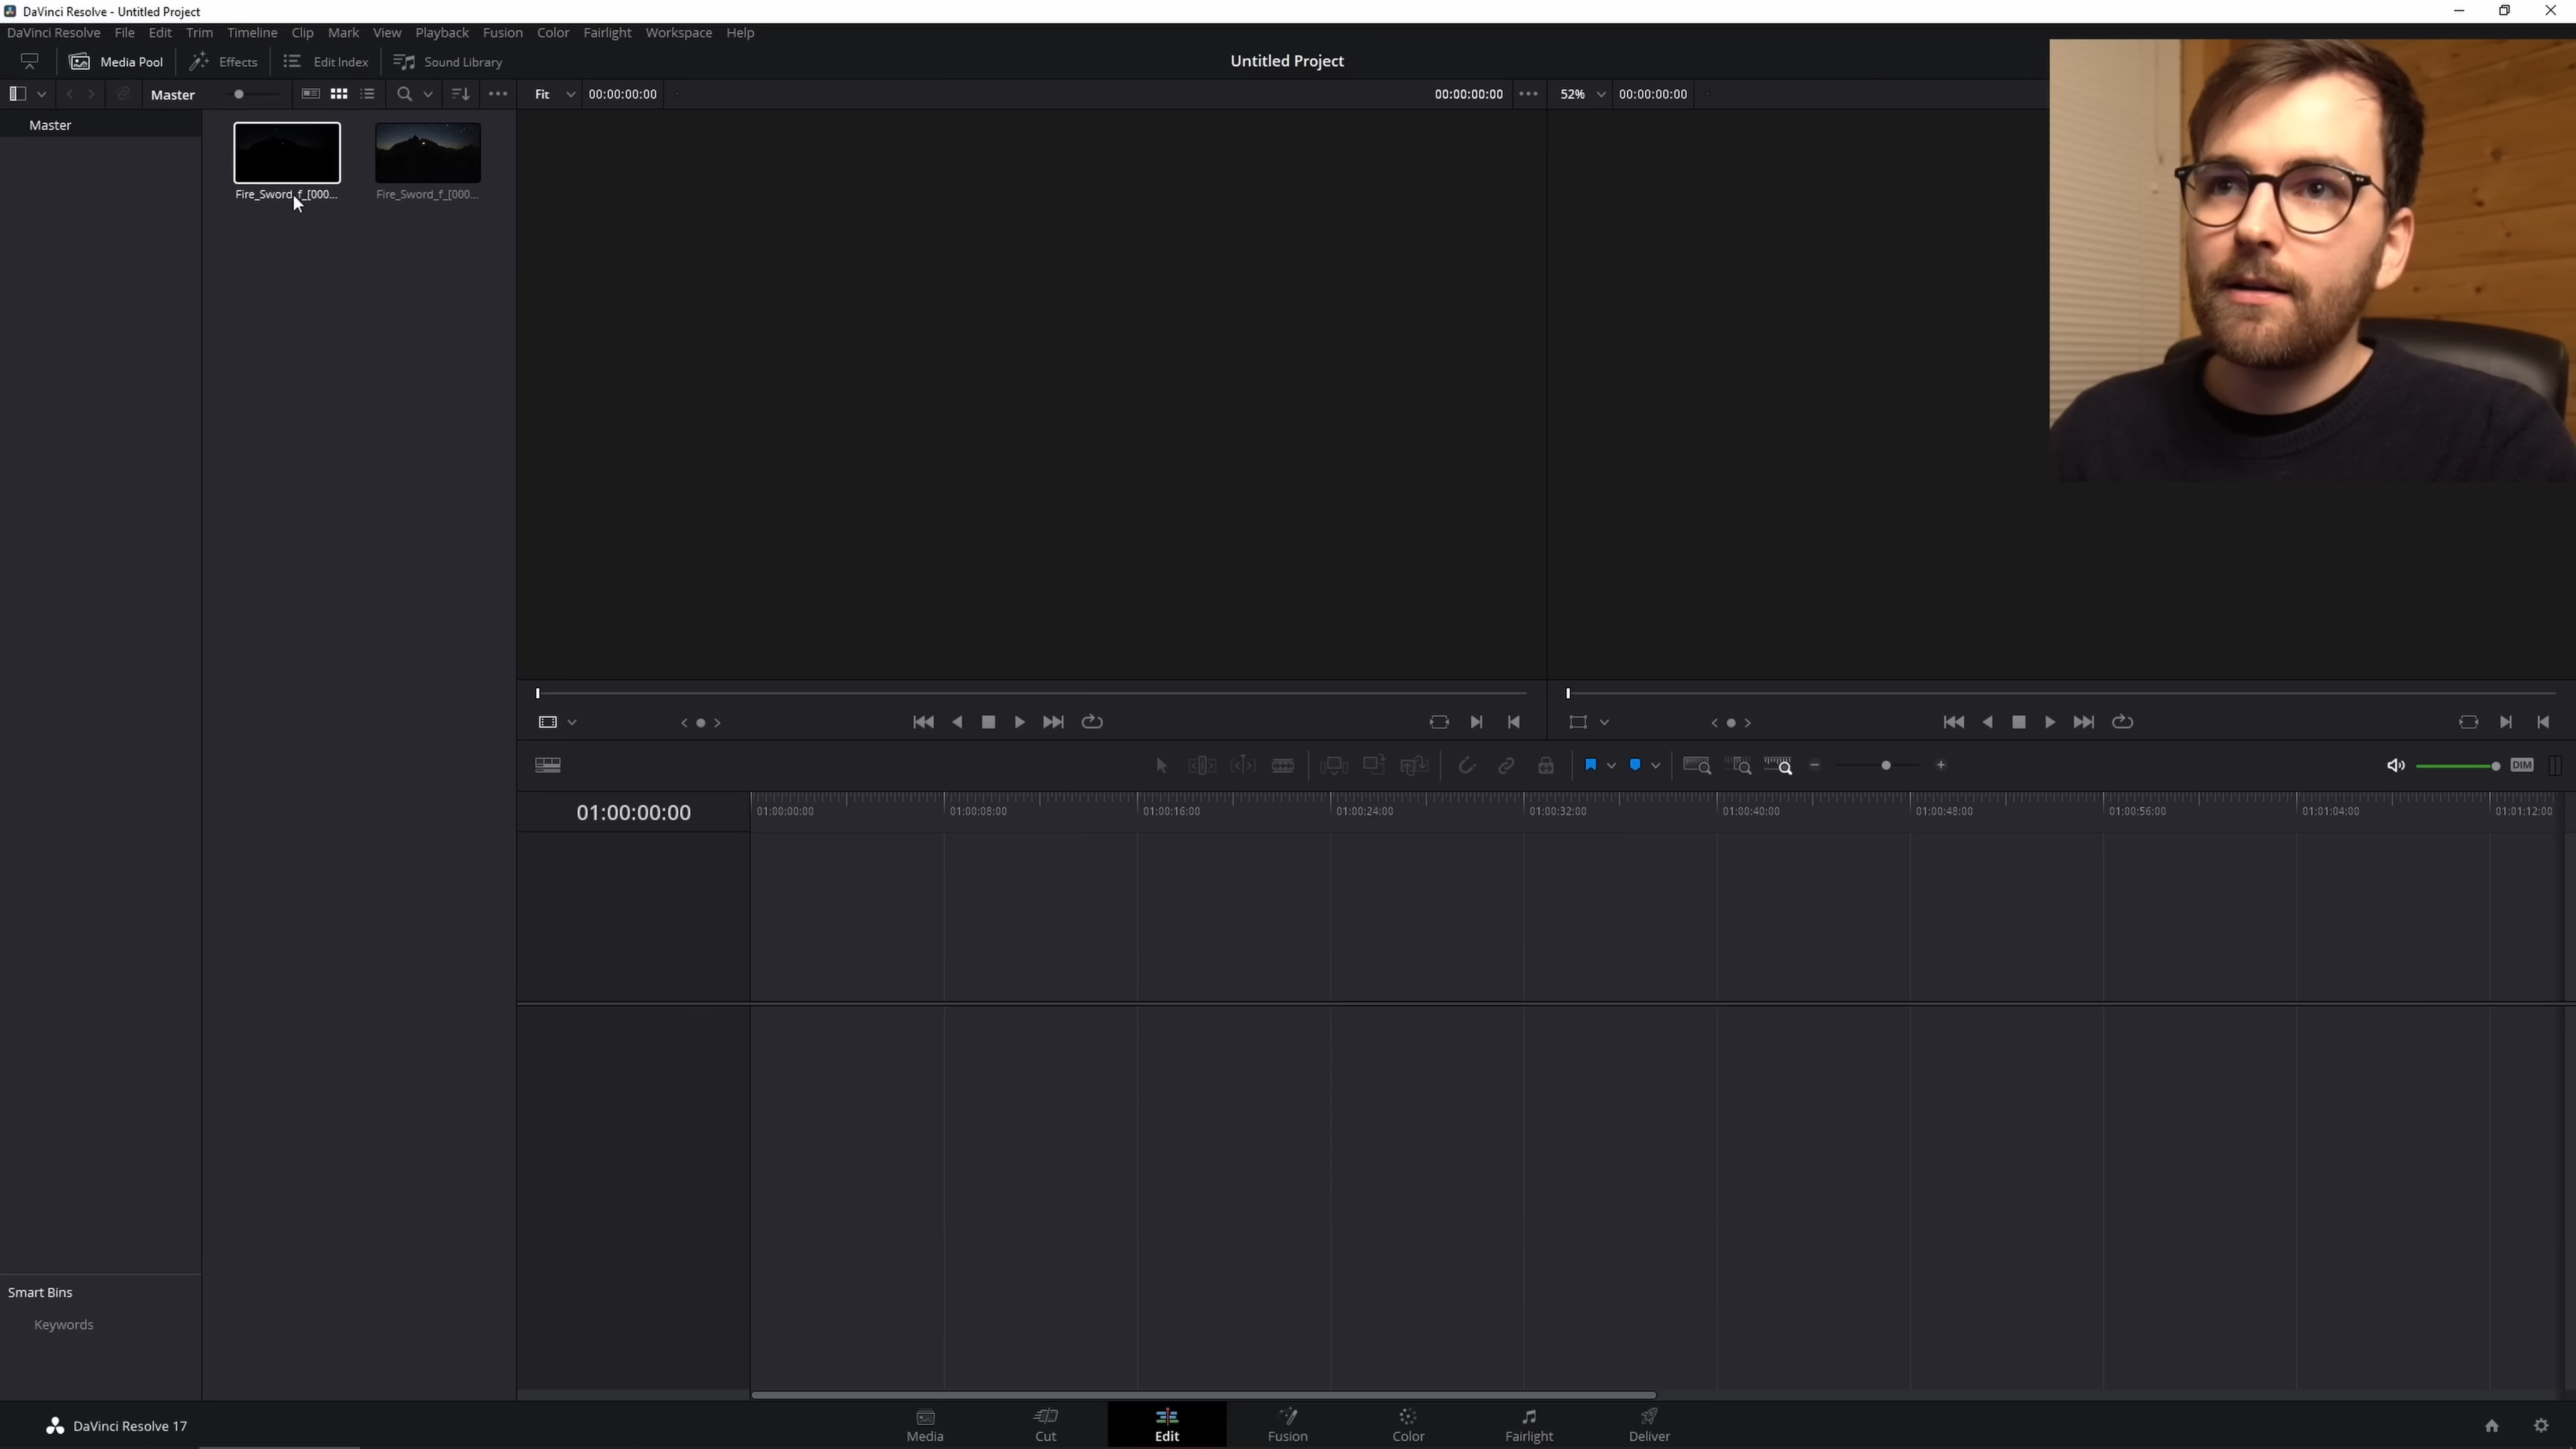 DaVinci Resolve - Untitled Project
DaVinci Resolve File Edit Trim Timeline Clip Mark View Playback Fusion Color Fairlight Workspace Help
Media Pool Effects Edit Index Sound Library Untitled Project
Master Fit 00:00:00:00 00:00:00:00 52% 00:00:00:00
Master
Fire_Sword_f_[000... Fire_Sword_f_[000...
DIM
01:00:00:00 01:00:00:00 01:00:08:00 01:00:16:00 01:00:24:00 01:00:32:00 01:00:40:00 01:00:48:00 01:00:56:00 01:01:04:00 01:01:12:00
Smart Bins
Keywords
DaVinci Resolve 17 Media Cut Edit Fusion Color Fairlight Deliver